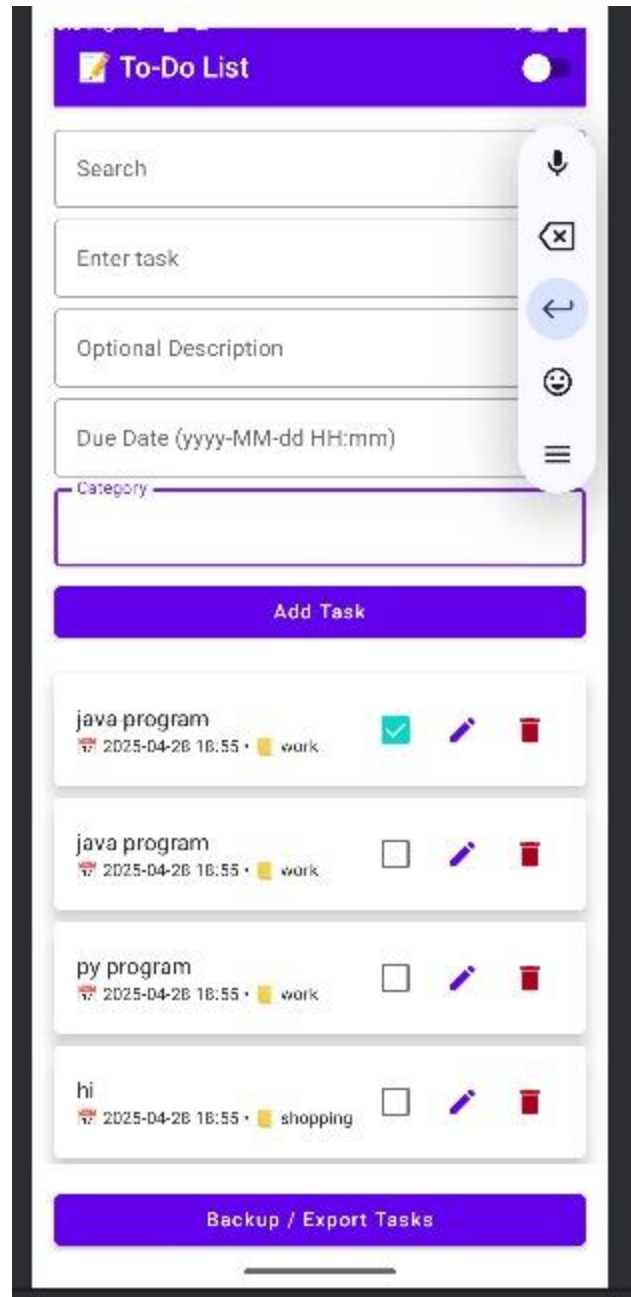 📝 To-Do List
Search
Enter task
Optional Description
Due Date (yyyy-MM-dd HH:mm)
Category
Add Task
java program
2025-04-28 18:55 • work
java program
2025-04-28 18:55 • work
py program
2025-04-28 18:55 • work
hi
2025-04-28 18:55 • shopping
Backup / Export Tasks